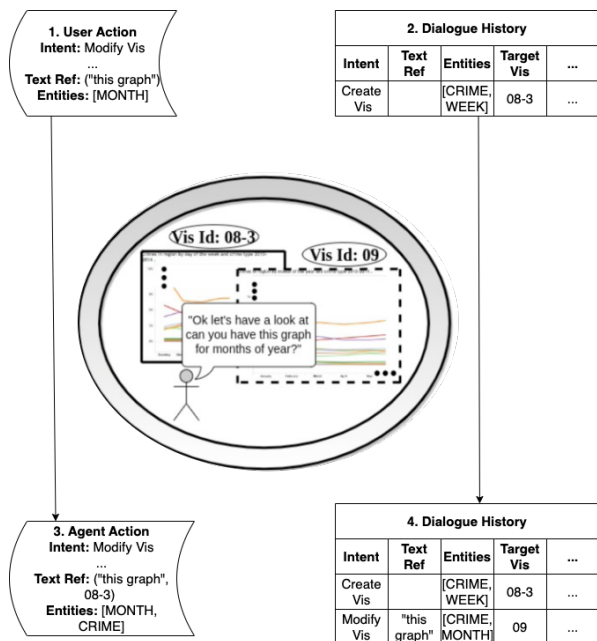 1. User Action
Intent: Modify Vis
...
Text Ref: ("this graph")
Entities: [MONTH]
2. Dialogue History
Intent Text Ref Entities Target Vis ...
Create Vis [CRIME, WEEK] 08-3 ...
Vis Id: 08-3
Vis Id: 09
"Ok let's have a look at
can you have this graph
for months of year?"
3. Agent Action
Intent: Modify Vis
...
Text Ref: ("this graph",
08-3)
Entities: [MONTH,
CRIME]
4. Dialogue History
Intent Text Ref Entities Target Vis ...
Create Vis [CRIME, WEEK] 08-3 ...
Modify Vis "this graph" [CRIME, MONTH] 09 ...